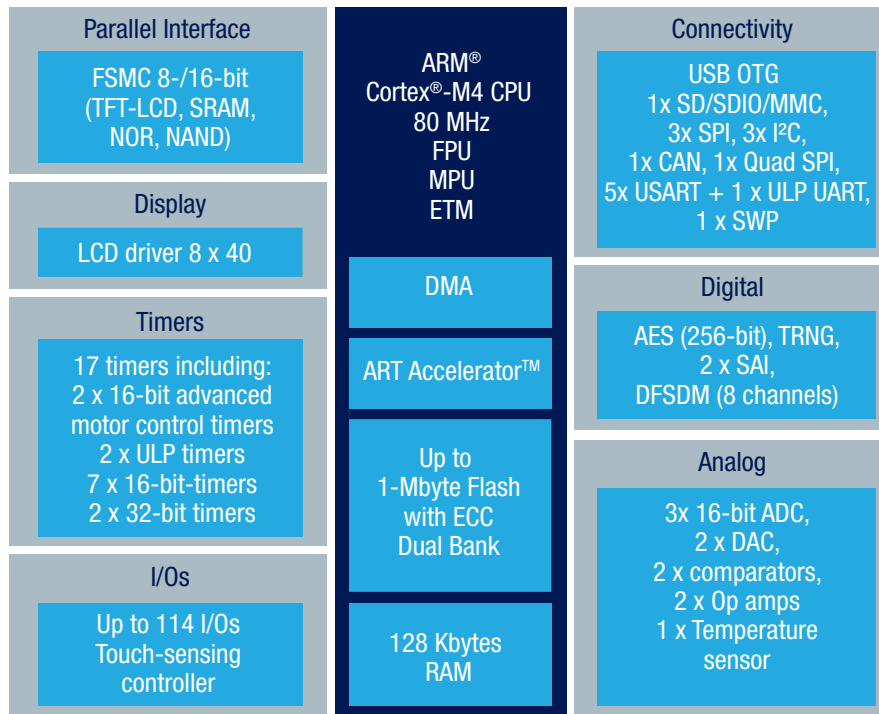 Parallel Interface
FSMC 8-/16-bit
(TFT-LCD, SRAM,
NOR, NAND)
Display
LCD driver 8 x 40
Timers
17 timers including:
2 x 16-bit advanced
motor control timers
2 x ULP timers
7 x 16-bit-timers
2 x 32-bit timers
I/Os
Up to 114 I/Os
Touch-sensing
controller
ARM®
Cortex®-M4 CPU
80 MHz
FPU
MPU
ETM
DMA
ART Accelerator™
Up to
1-Mbyte Flash
with ECC
Dual Bank
128 Kbytes
RAM
Connectivity
USB OTG
1x SD/SDIO/MMC,
3x SPI, 3x I²C,
1x CAN, 1x Quad SPI,
5x USART + 1 x ULP UART,
1 x SWP
Digital
AES (256-bit), TRNG,
2 x SAI,
DFSDM (8 channels)
Analog
3x 16-bit ADC,
2 x DAC,
2 x comparators,
2 x Op amps
1 x Temperature
sensor